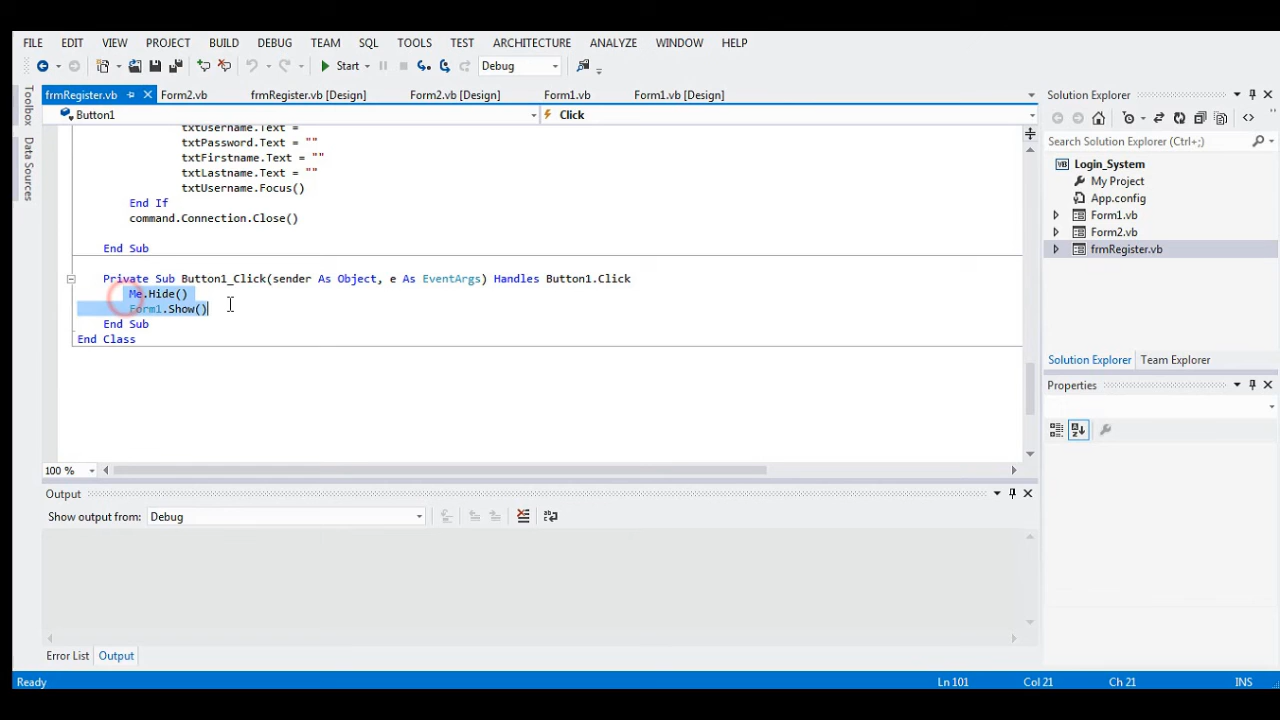 FILE EDIT VIEW PROJECT BUILD DEBUG TEAM SQL TOOLS TEST ARCHITECTURE ANALYZE WINDOW HELP
Start Debug
frmRegister.vb Form2.vb frmRegister.vb [Design] Form2.vb [Design] Form1.vb Form1.vb [Design]
Button1 Click
Toolbox
Data Sources
txtUsername.Text =
txtPassword.Text = ""
txtFirstname.Text = ""
txtLastname.Text = ""
txtUsername.Focus()
End If
command.Connection.Close()
End Sub
Private Sub Button1_Click(sender As Object, e As EventArgs) Handles Button1.Click
Me.Hide()
Form1.Show()
End Sub
End Class
100 %
Output
Show output from: Debug
Error List Output
Solution Explorer
Search Solution Explorer (Ctrl+;)
Login_System
My Project
App.config
Form1.vb
Form2.vb
frmRegister.vb
Solution Explorer Team Explorer
Properties
Ready Ln 101 Col 21 Ch 21 INS